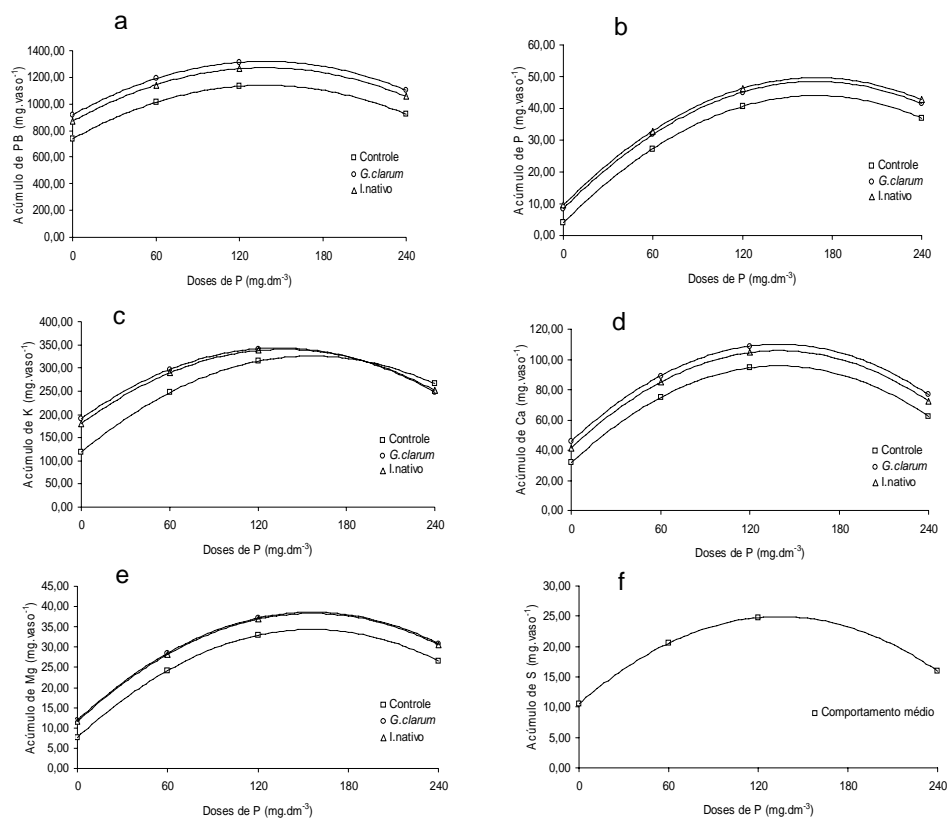 a
Acúmulo de PB (mg.vaso⁻¹)
1400,00
1200,00
1000,00
800,00
600,00
400,00
200,00
0,00
0 60 120 180 240
Doses de P (mg.dm⁻³)
Controle
G.clarum
I.nativo
b
Acúmulo de P (mg.vaso⁻¹)
60,00
50,00
40,00
30,00
20,00
10,00
0,00
0 60 120 180 240
Doses de P (mg.dm⁻³)
Controle
G.clarum
I.nativo
c
Acúmulo de K (mg.vaso⁻¹)
400,00
350,00
300,00
250,00
200,00
150,00
100,00
50,00
0,00
0 60 120 180 240
Doses de P (mg.dm⁻³)
Controle
G.clarum
I.nativo
d
Acúmulo de Ca (mg.vaso⁻¹)
120,00
100,00
80,00
60,00
40,00
20,00
0,00
0 60 120 180 240
Doses de P (mg.dm⁻³)
Controle
G.clarum
I.nativo
e
Acúmulo de Mg (mg.vaso⁻¹)
45,00
40,00
35,00
30,00
25,00
20,00
15,00
10,00
5,00
0,00
0 60 120 180 240
Doses de P (mg.dm⁻³)
Controle
G.clarum
I.nativo
f
Acúmulo de S (mg.vaso⁻¹)
30,00
25,00
20,00
15,00
10,00
5,00
0,00
0 60 120 180 240
Doses de P (mg.dm⁻³)
Comportamento médio